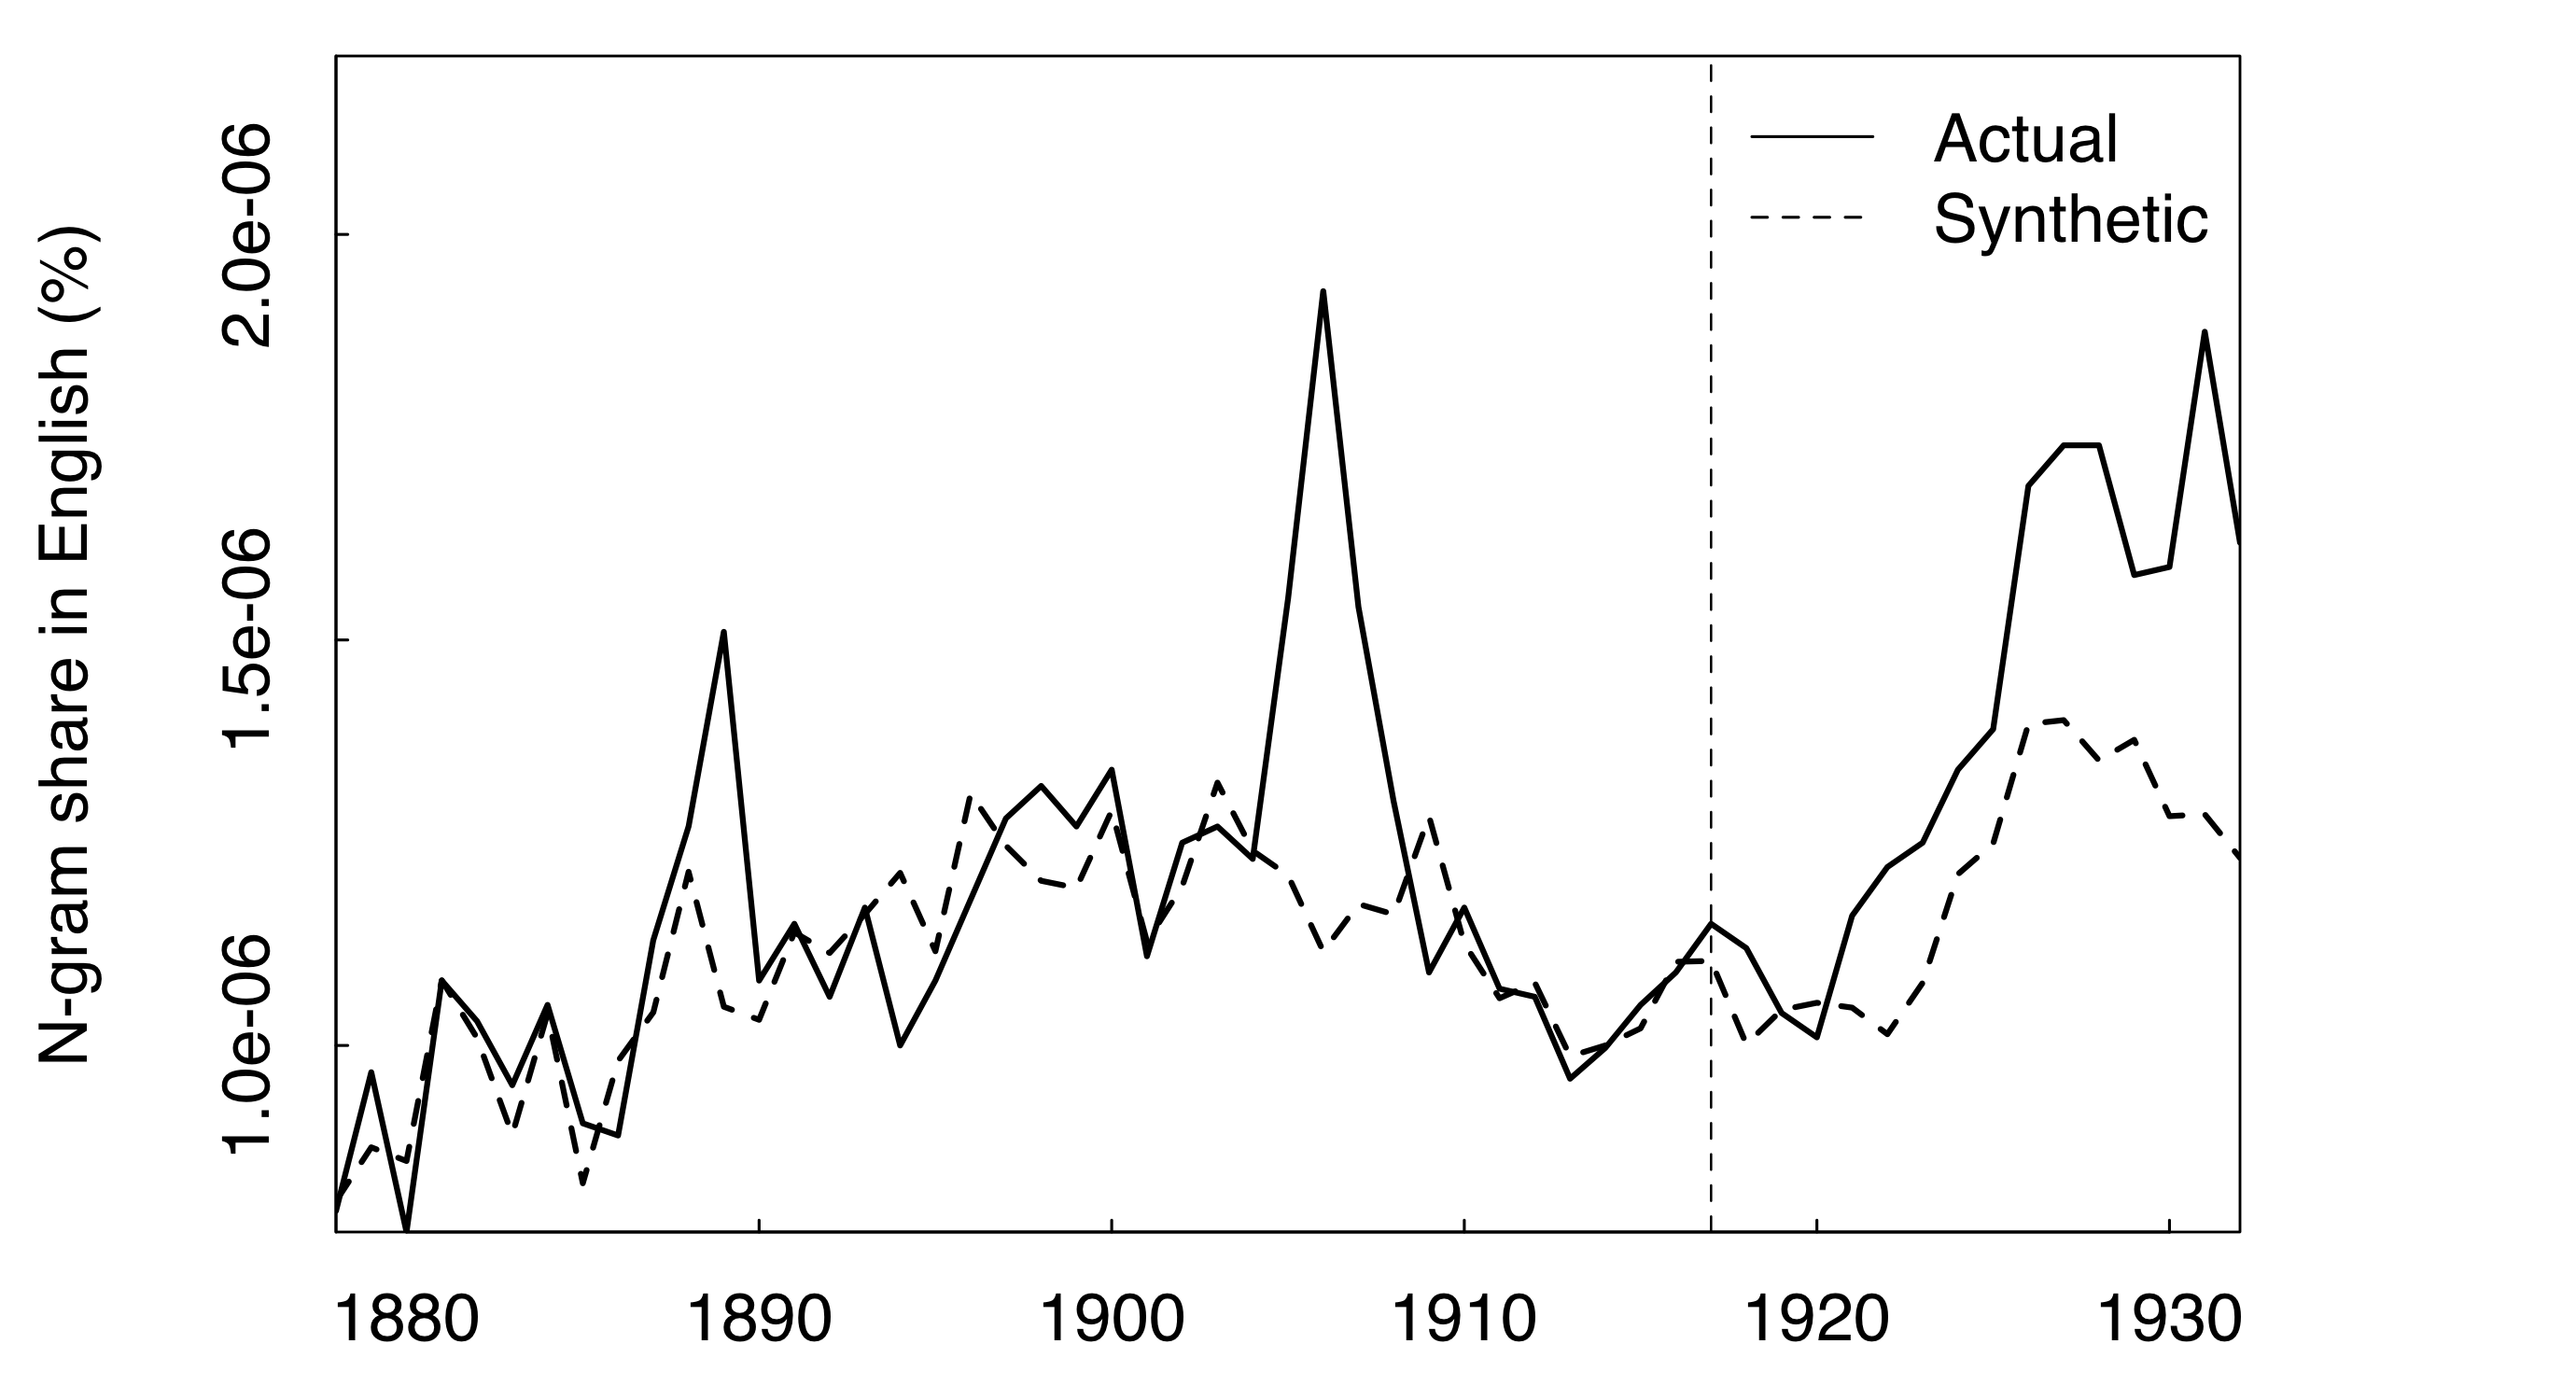 N-gram share in English (%)
2.0e-06
1.5e-06
1.0e-06
Actual
Synthetic
1880 1890 1900 1910 1920 1930